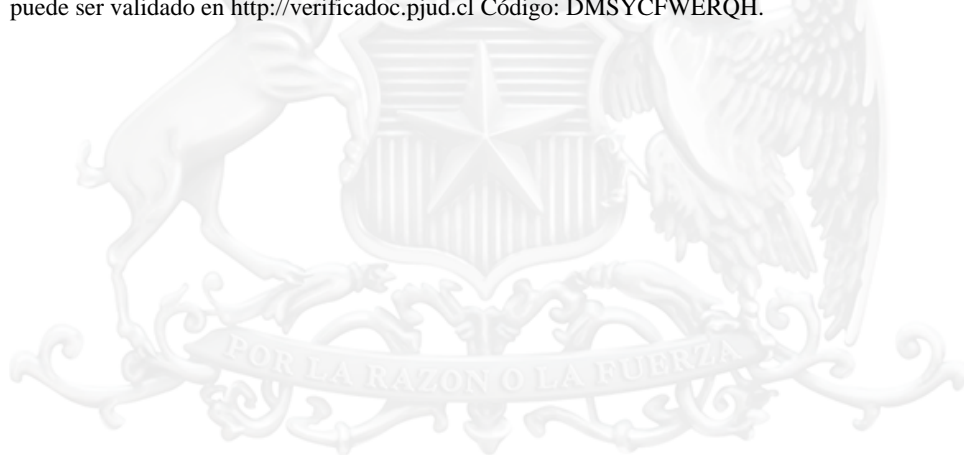 puede ser validado en http://verificadoc.pjud.cl Código: DMSYCFWERQH.
POR LA RAZON O LA FUERZA